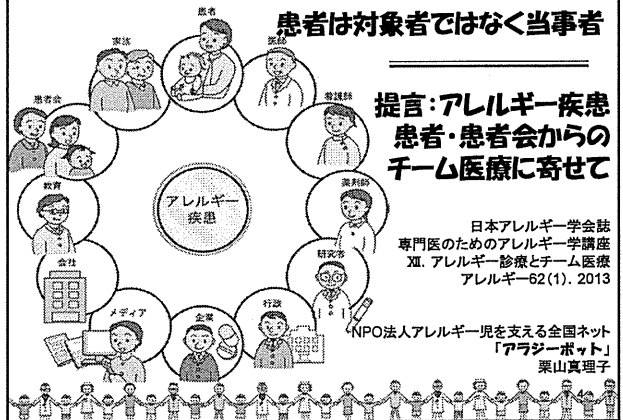 患者は対象者ではなく当事者
提言:アレルギー疾患
患者・患者会からの
チーム医療に寄せて
日本アレルギー学会誌
専門医のためのアレルギー学講座
XII. アレルギー診療とチーム医療
アレルギー62(1). 2013
NPO法人アレルギー児を支える全国ネット
「アラジーポット」
栗山真理子
患者
医師
看護師
薬剤師
研究者
行政
企業
メディア
会社
教育
患者会
家族
アレルギー
疾患
4